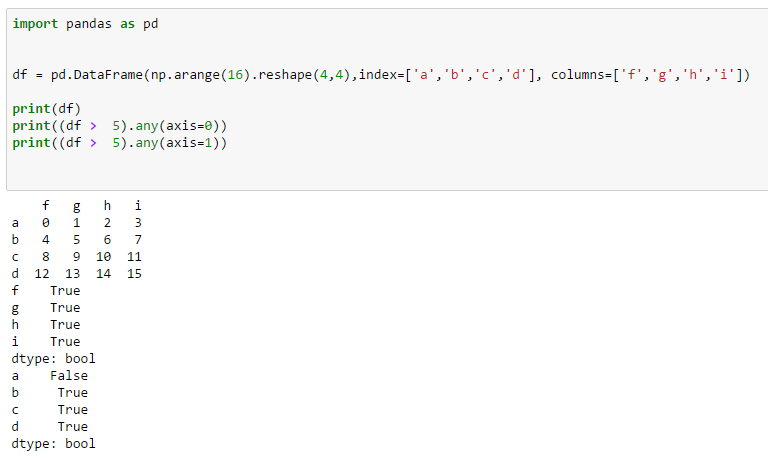 import pandas as pd
df = pd.DataFrame(np.arange(16).reshape(4,4),index=['a','b','c','d'], columns=['f','g','h','i'])
print(df)
print((df >  5).any(axis=0))
print((df >  5).any(axis=1))
    f   g   h   i
a   0   1   2   3
b   4   5   6   7
c   8   9  10  11
d  12  13  14  15
f    True
g    True
h    True
i    True
dtype: bool
a    False
b     True
c     True
d     True
dtype: bool